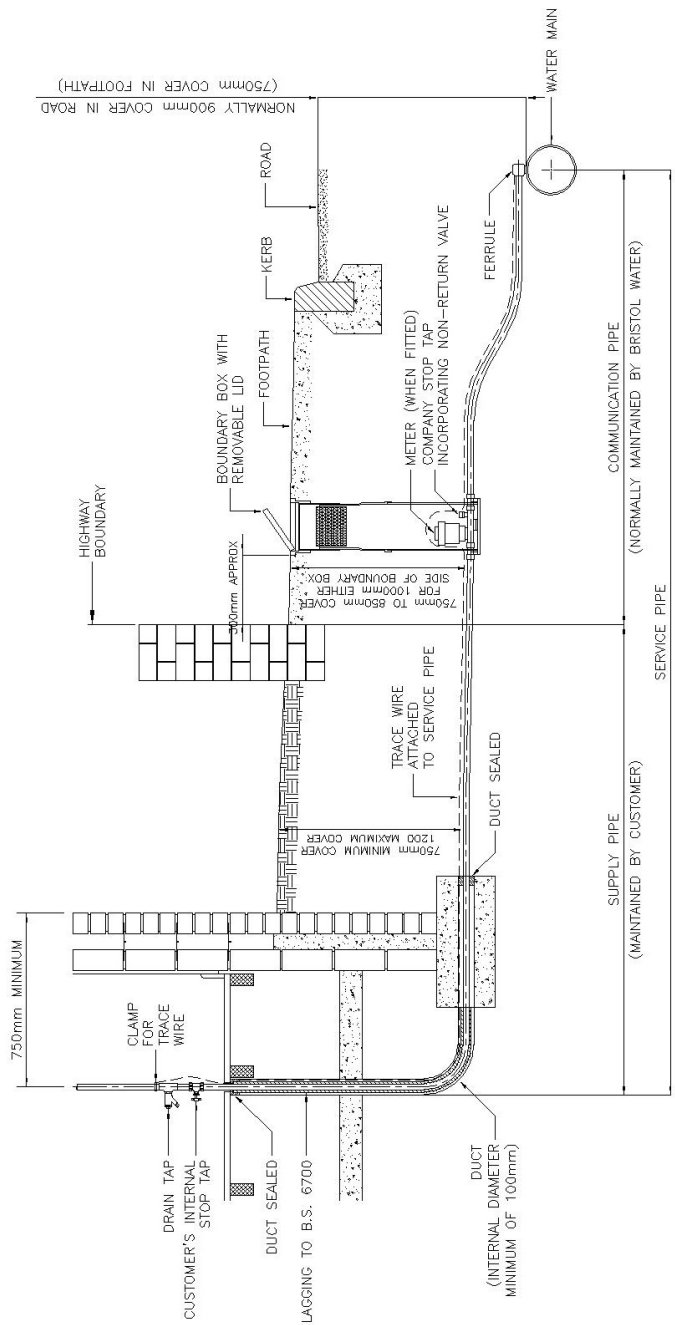 750mm MINIMUM
CLAMP
FOR
TRACE
WIRE
DRAIN TAP
CUSTOMER'S INTERNAL
STOP TAP
DUCT SEALED
LAGGING TO B.S. 6700
DUCT
(INTERNAL DIAMETER
MINIMUM OF 100mm)
750mm MINIMUM COVER
1200 MAXIMUM COVER
TRACE WIRE
ATTACHED
TO SERVICE PIPE
DUCT SEALED
HIGHWAY
BOUNDARY
300mm APPROX
BOUNDARY BOX WITH
REMOVABLE LID
750mm TO 850mm COVER
FOR 1000mm EITHER
SIDE OF BOUNDARY BOX
FOOTPATH
KERB
ROAD
METER (WHEN FITTED)
COMPANY STOP TAP
INCORPORATING NON-RETURN VALVE
NORMALLY 900mm COVER IN ROAD
(750mm COVER IN FOOTPATH)
FERRULE
WATER MAIN
SUPPLY PIPE
(MAINTAINED BY CUSTOMER)
COMMUNICATION PIPE
(NORMALLY MAINTAINED BY BRISTOL WATER)
SERVICE PIPE